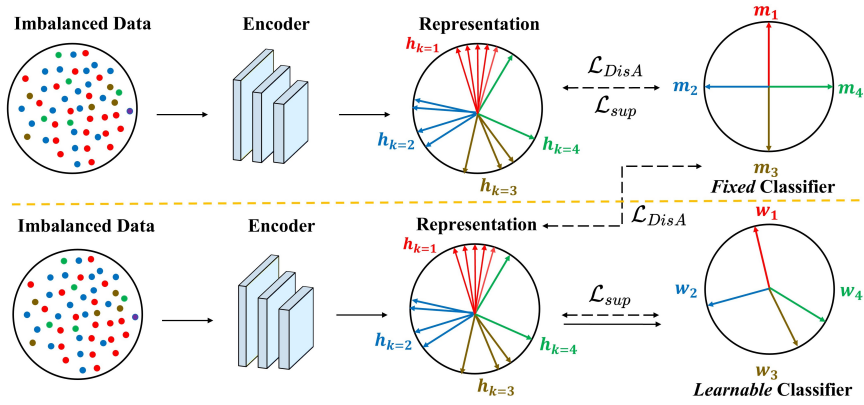 Imbalanced Data
Encoder
Representation
h_{k=1}
h_{k=2}
h_{k=3}
h_{k=4}
ℒ_{DisA}
ℒ_{sup}
m_1
m_2
m_4
m_3
Fixed Classifier
ℒ_{DisA}
Imbalanced Data
Encoder
Representation
h_{k=1}
h_{k=2}
h_{k=3}
h_{k=4}
ℒ_{sup}
w_1
w_2
w_4
w_3
Learnable Classifier